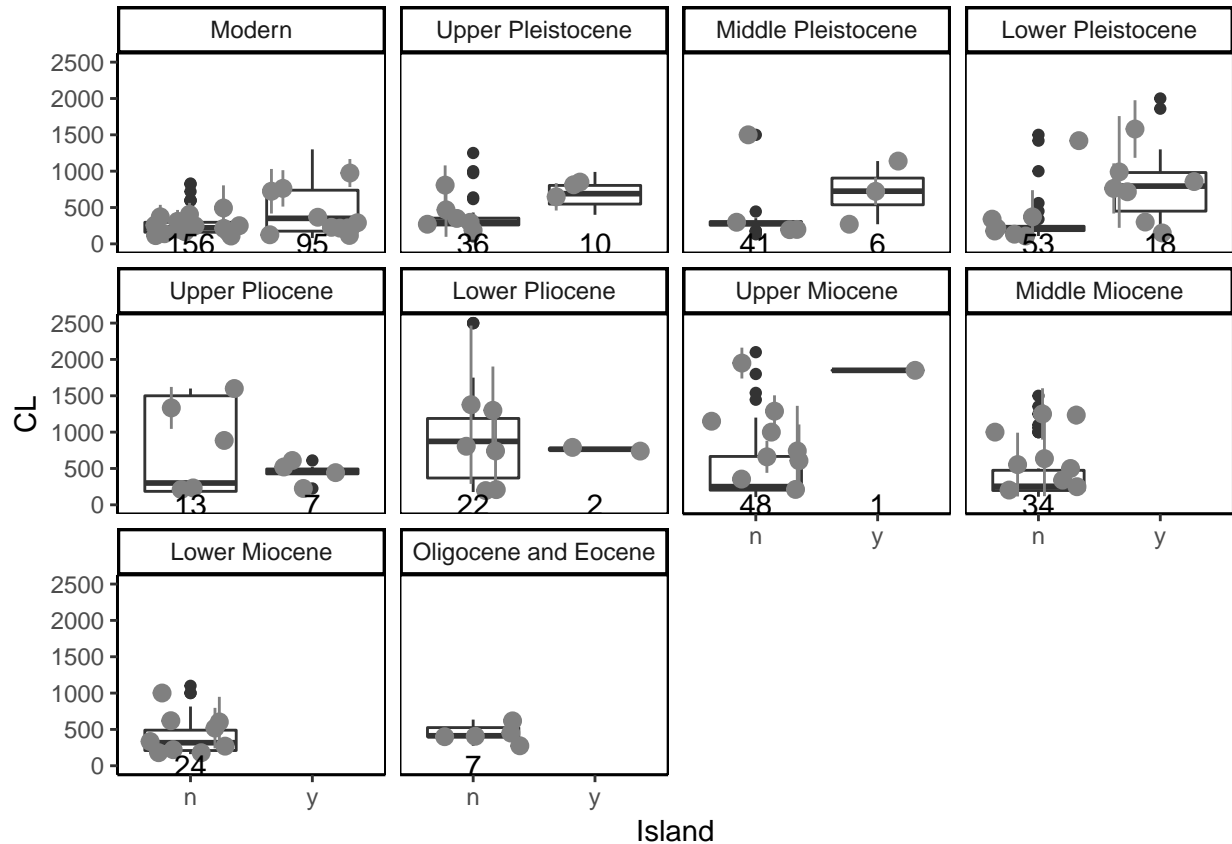 Modern Upper Pleistocene Middle Pleistocene Lower Pleistocene
2500
2000
1500
1000
500
0
156 95 36 10 41 6 53 18
Upper Pliocene Lower Pliocene Upper Miocene Middle Miocene
2500
2000
1500
1000
500
0
13 7 22 2 48 1 34
n y n y
Lower Miocene Oligocene and Eocene
2500
2000
1500
1000
500
0
24 7
n y n y
Island
CL